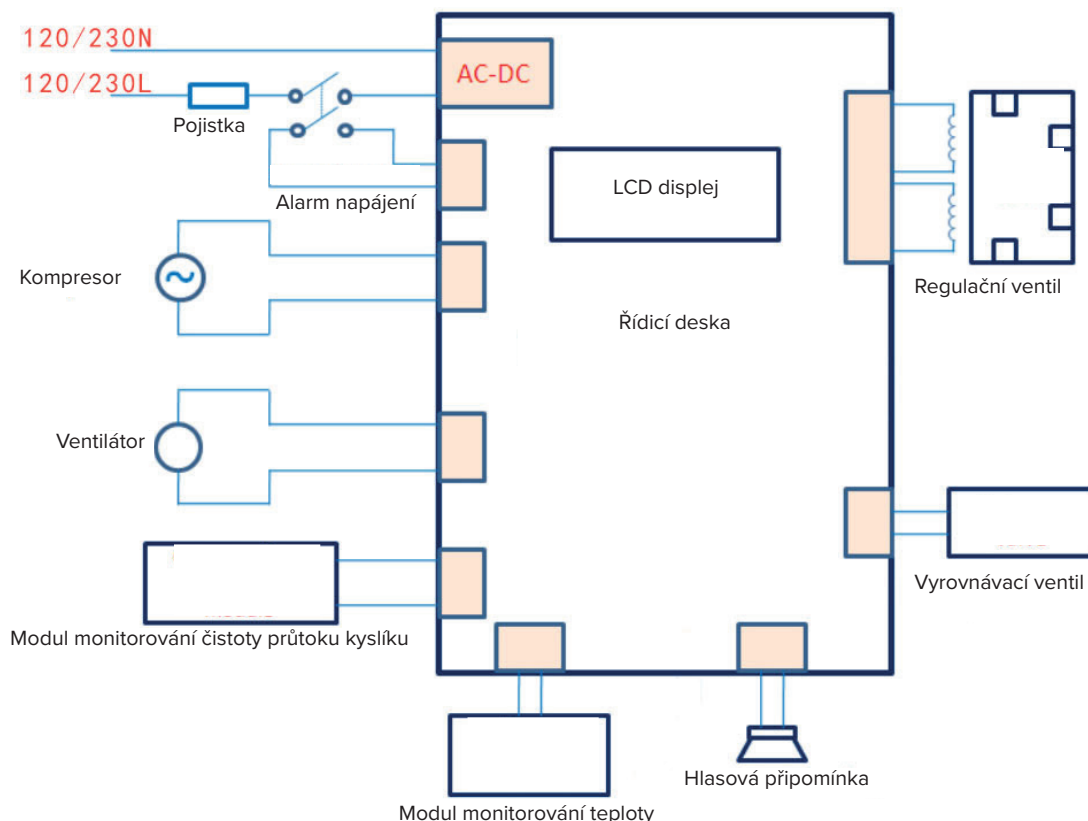 120/230N
120/230L
AC-DC
Pojistka
Alarm napájení
LCD displej
Kompresor
Řídicí deska
Regulační ventil
Ventilátor
Vyrovnávací ventil
Modul monitorování čistoty průtoku kyslíku
Hlasová připomínka
Modul monitorování teploty